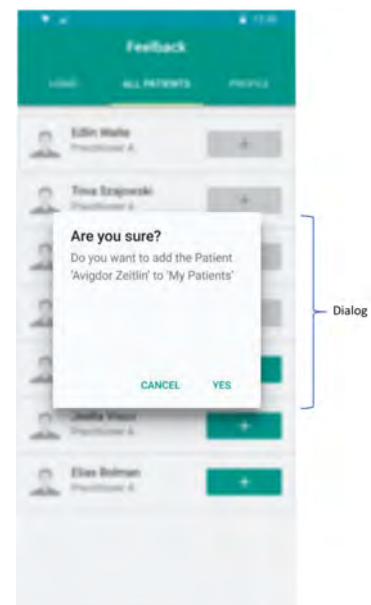 Feelback
HOME ALL PATIENTS PROFILE
Edlin Walle
Practitioner A
+
Practitioner A
+
Are you sure?
Do you want to add the Patient
'Avigdor Zeitlin' to 'My Patients'
Dialog
CANCEL YES
Practitioner A
+
Elias Bolman
Practitioner A
+